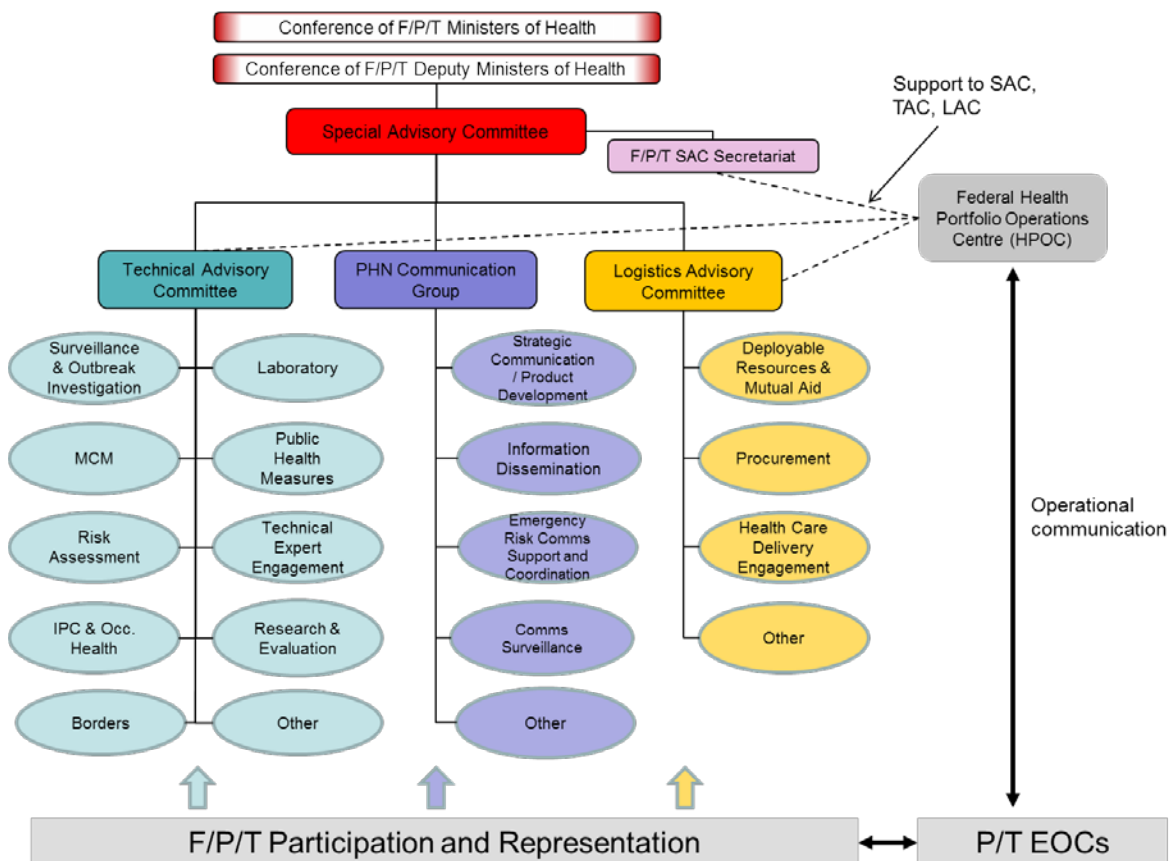 Conference of F/P/T Ministers of Health
Conference of F/P/T Deputy Ministers of Health
Special Advisory Committee
F/P/T SAC Secretariat
Support to SAC,
TAC, LAC
Federal Health
Portfolio Operations
Centre (HPOC)
Technical Advisory
Committee
PHN Communication
Group
Logistics Advisory
Committee
Surveillance
& Outbreak
Investigation
Laboratory
MCM
Public
Health
Measures
Risk
Assessment
Technical
Expert
Engagement
IPC & Occ.
Health
Research &
Evaluation
Borders
Other
Strategic
Communication
/ Product
Development
Information
Dissemination
Emergency
Risk Comms
Support and
Coordination
Comms
Surveillance
Other
Deployable
Resources &
Mutual Aid
Procurement
Health Care
Delivery
Engagement
Other
Operational
communication
F/P/T Participation and Representation
P/T EOCs